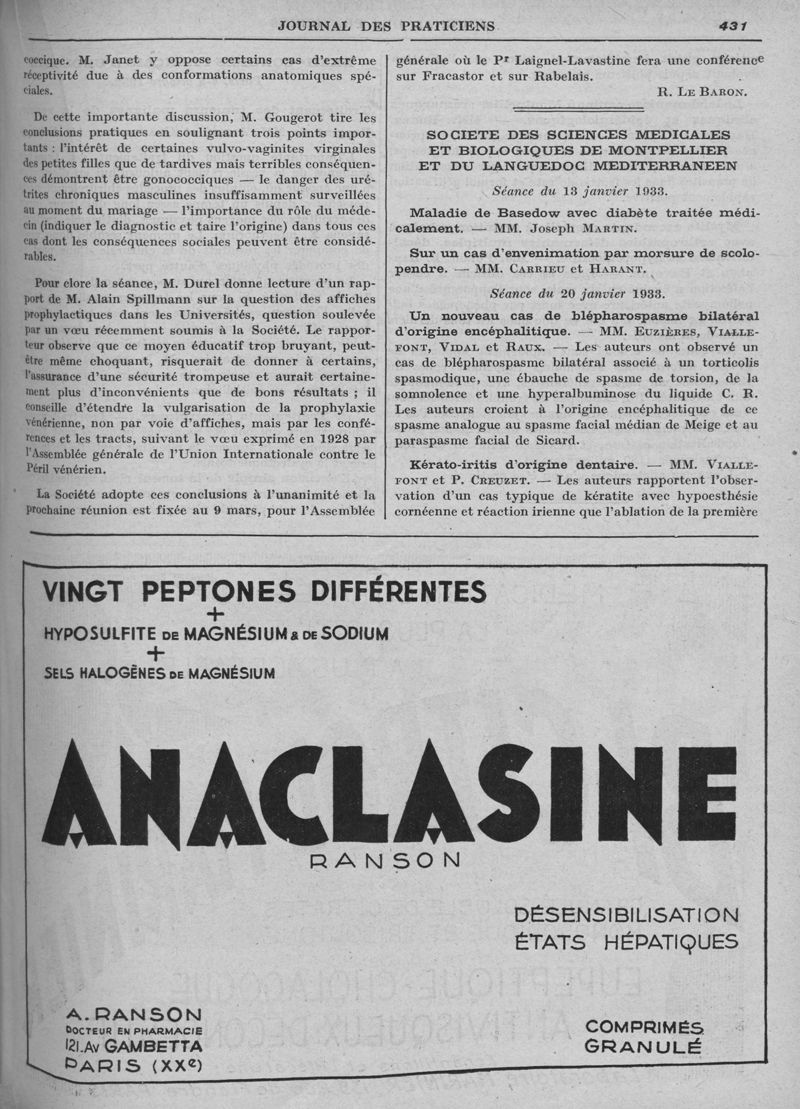 JOURNAL DES PRATICIENS
431
coccique. M. Janet y oppose certains cas d'extrême
réceptivité due à des conformations anatomiques spé-
ciales.
De cette importante discussion, M. Gougerot tire les
conclusions pratiques en soulignant trois points impor-
tants : l'intérêt de certaines vulvo-vaginites virginales
des petites filles que de tardives mais terribles conséquen-
ces démontrent être gonococciques — le danger des uré-
trites chroniques masculines insuffisamment surveillées
au moment du mariage — l'importance du rôle du méde-
cin (indiquer le diagnostic et taire l'origine) dans tous ces
cas dont les conséquences sociales peuvent être considé-
rables.
Pour clore la séance, M. Durel donne lecture d'un rap-
port de M. Alain Spillmann sur la question des affiches
prophylactiques dans les Universités, question soulevée
par un vœu récemment soumis à la Société. Le rappor-
teur observe que ce moyen éducatif trop bruyant, peut-
être même choquant, risquerait de donner à certains,
l'assurance d'une sécurité trompeuse et aurait certaine-
ment plus d'inconvénients que de bons résultats ; il
conseille d'étendre la vulgarisation de la prophylaxie
vénérienne, non par voie d'affiches, mais par les confé-
rences et les tracts, suivant le vœu exprimé en 1928 par
l'Assemblée générale de l'Union Internationale contre le
Péril vénérien.
La Société adopte ces conclusions à l'unanimité et la
prochaine réunion est fixée au 9 mars, pour l'Assemblée
générale où le Pr Laignel-Lavastine fera une conférence
sur Fracastor et sur Rabelais.
R. LE BARON.
SOCIETE DES SCIENCES MEDICALES
ET BIOLOGIQUES DE MONTPELLIER
ET DU LANGUEDOC MEDITERRANEEN
Séance du 13 janvier 1933.
Maladie de Basedow avec diabète traitée médi-
calement. — MM. Joseph MARTIN.
Sur un cas d'envenimation par morsure de scolo-
pendre. — MM. CARRIEU et HARANT.
Séance du 20 janvier 1933.
Un nouveau cas de blépharospasme bilatéral
d'origine encéphalitique. — MM. EUZIÈRES, VIALLE-
FONT, VIDAL et RAUX. — Les auteurs ont observé un
cas de blépharospasme bilatéral associé à un torticolis
spasmodique, une ébauche de spasme de torsion, de la
somnolence et une hyperalbuminose du liquide C. R.
Les auteurs croient à l'origine encéphalitique de ce
spasme analogue au spasme facial médian de Meige et au
paraspasme facial de Sicard.
Kérato-iritis d'origine dentaire. — MM. VIALLE-
FONT et P. CREUZET. — Les auteurs rapportent l'obser-
vation d'un cas typique de kératite avec hypoesthésie
cornéenne et réaction irienne que l'ablation de la première
VINGT PEPTONES DIFFÉRENTES
+
HYPOSULFITE DE MAGNÉSIUM & DE SODIUM
+
SELS HALOGÈNES DE MAGNÉSIUM
ANACLASINE
RANSON
DÉSENSIBILISATION
ÉTATS HÉPATIQUES
A. RANSON
DOCTEUR EN PHARMACIE
121. AV GAMBETTA
PARIS (XXe)
COMPRIMÉS
GRANULÉ